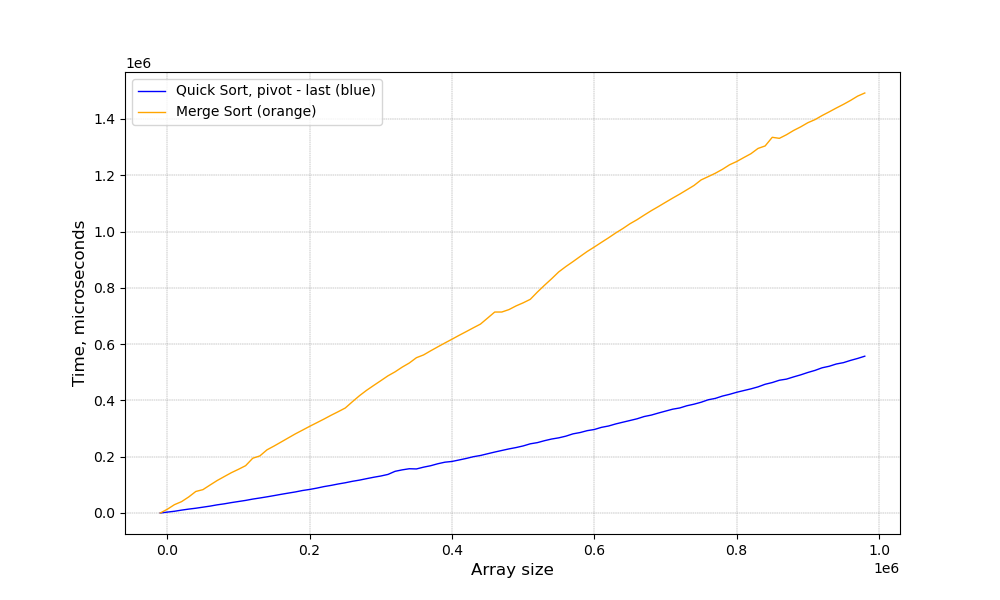 1e6
Quick Sort, pivot - last (blue)
Merge Sort (orange)
1.4
1.2
1.0
0.8
0.6
0.4
0.2
0.0
Time, microseconds
0.0 0.2 0.4 0.6 0.8 1.0
1e6
Array size